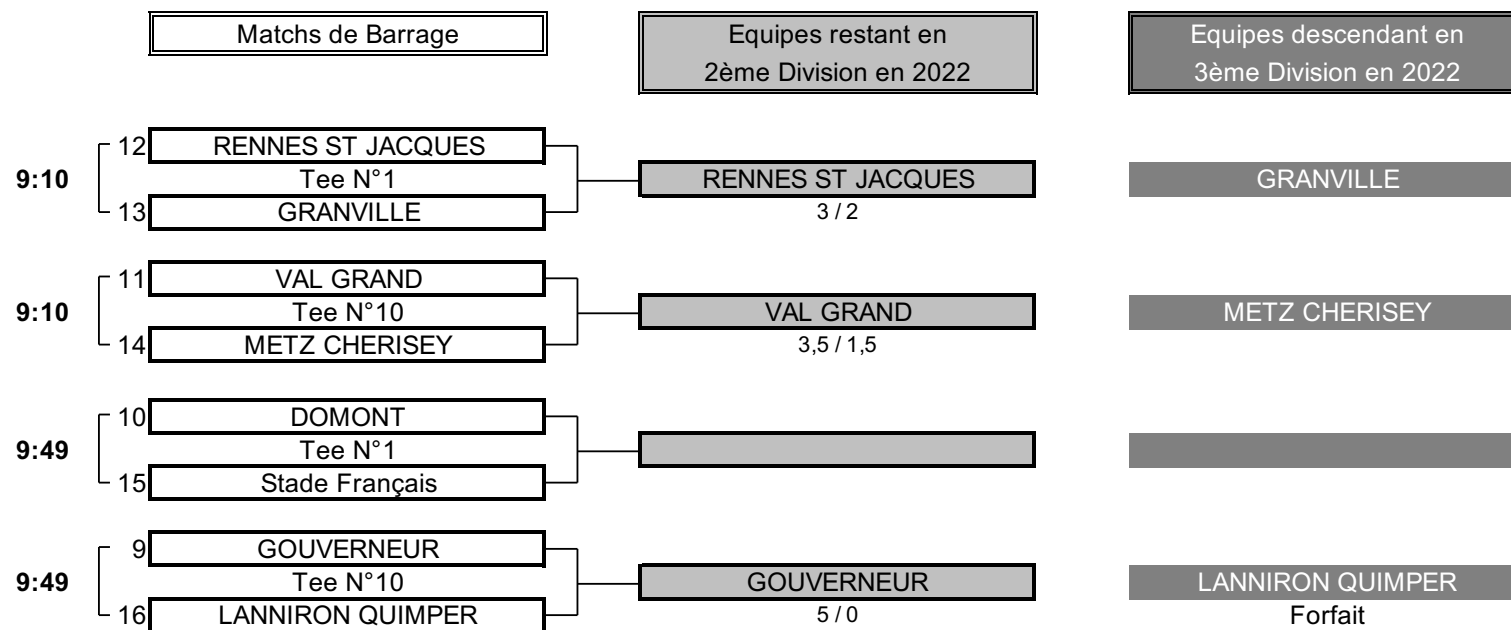 Matchs de Barrage
Equipes restant en
2ème Division en 2022
Equipes descendant en
3ème Division en 2022
12 RENNES ST JACQUES
9:10 Tee N°1 RENNES ST JACQUES GRANVILLE
13 GRANVILLE 3 / 2
11 VAL GRAND
9:10 Tee N°10 VAL GRAND METZ CHERISEY
14 METZ CHERISEY 3,5 / 1,5
10 DOMONT
9:49 Tee N°1
15 Stade Français
9 GOUVERNEUR
9:49 Tee N°10 GOUVERNEUR LANNIRON QUIMPER
16 LANNIRON QUIMPER 5 / 0 Forfait